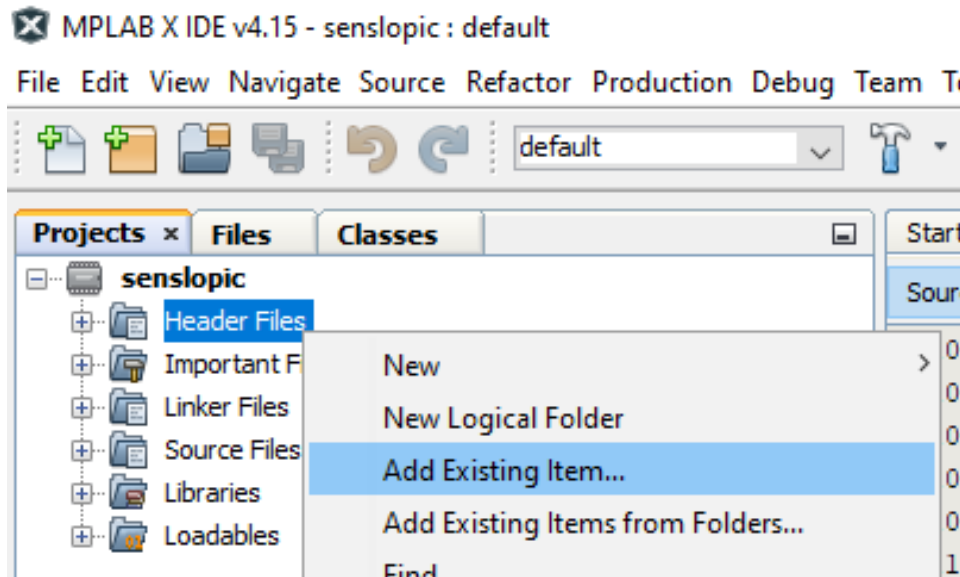 MPLAB X IDE v4.15 - senslopic : default
File Edit View Navigate Source Refactor Production Debug Team
default
Projects × Files Classes
Start
senslopic
Header Files
Important F
Linker Files
Source Files
Libraries
Loadables
New
New Logical Folder
Add Existing Item...
Add Existing Items from Folders...
Find